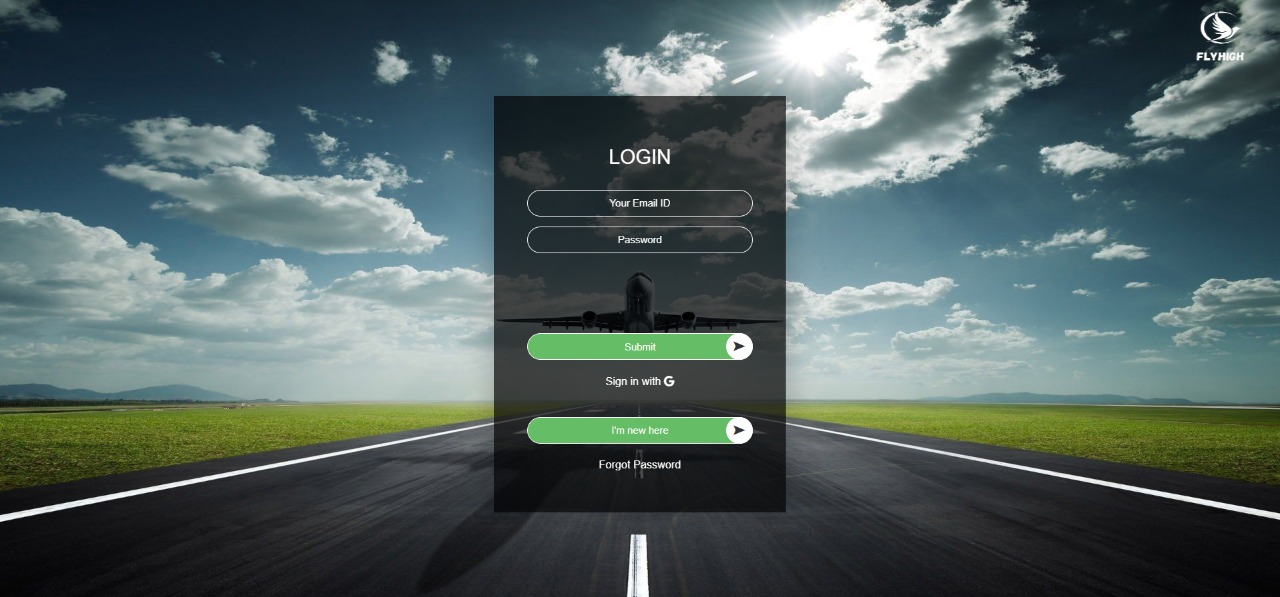 FLYHIGH
LOGIN
Your Email ID
Password
Submit
Sign in with G
I'm new here
Forgot Password